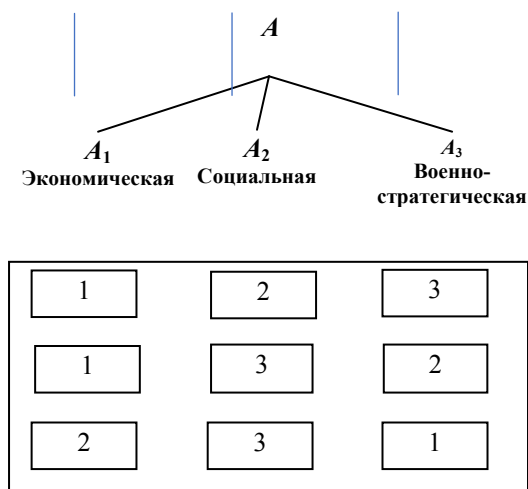 A
A1 A2 A3
Экономическая Социальная Военно-
стратегическая
1 2 3
1 3 2
2 3 1